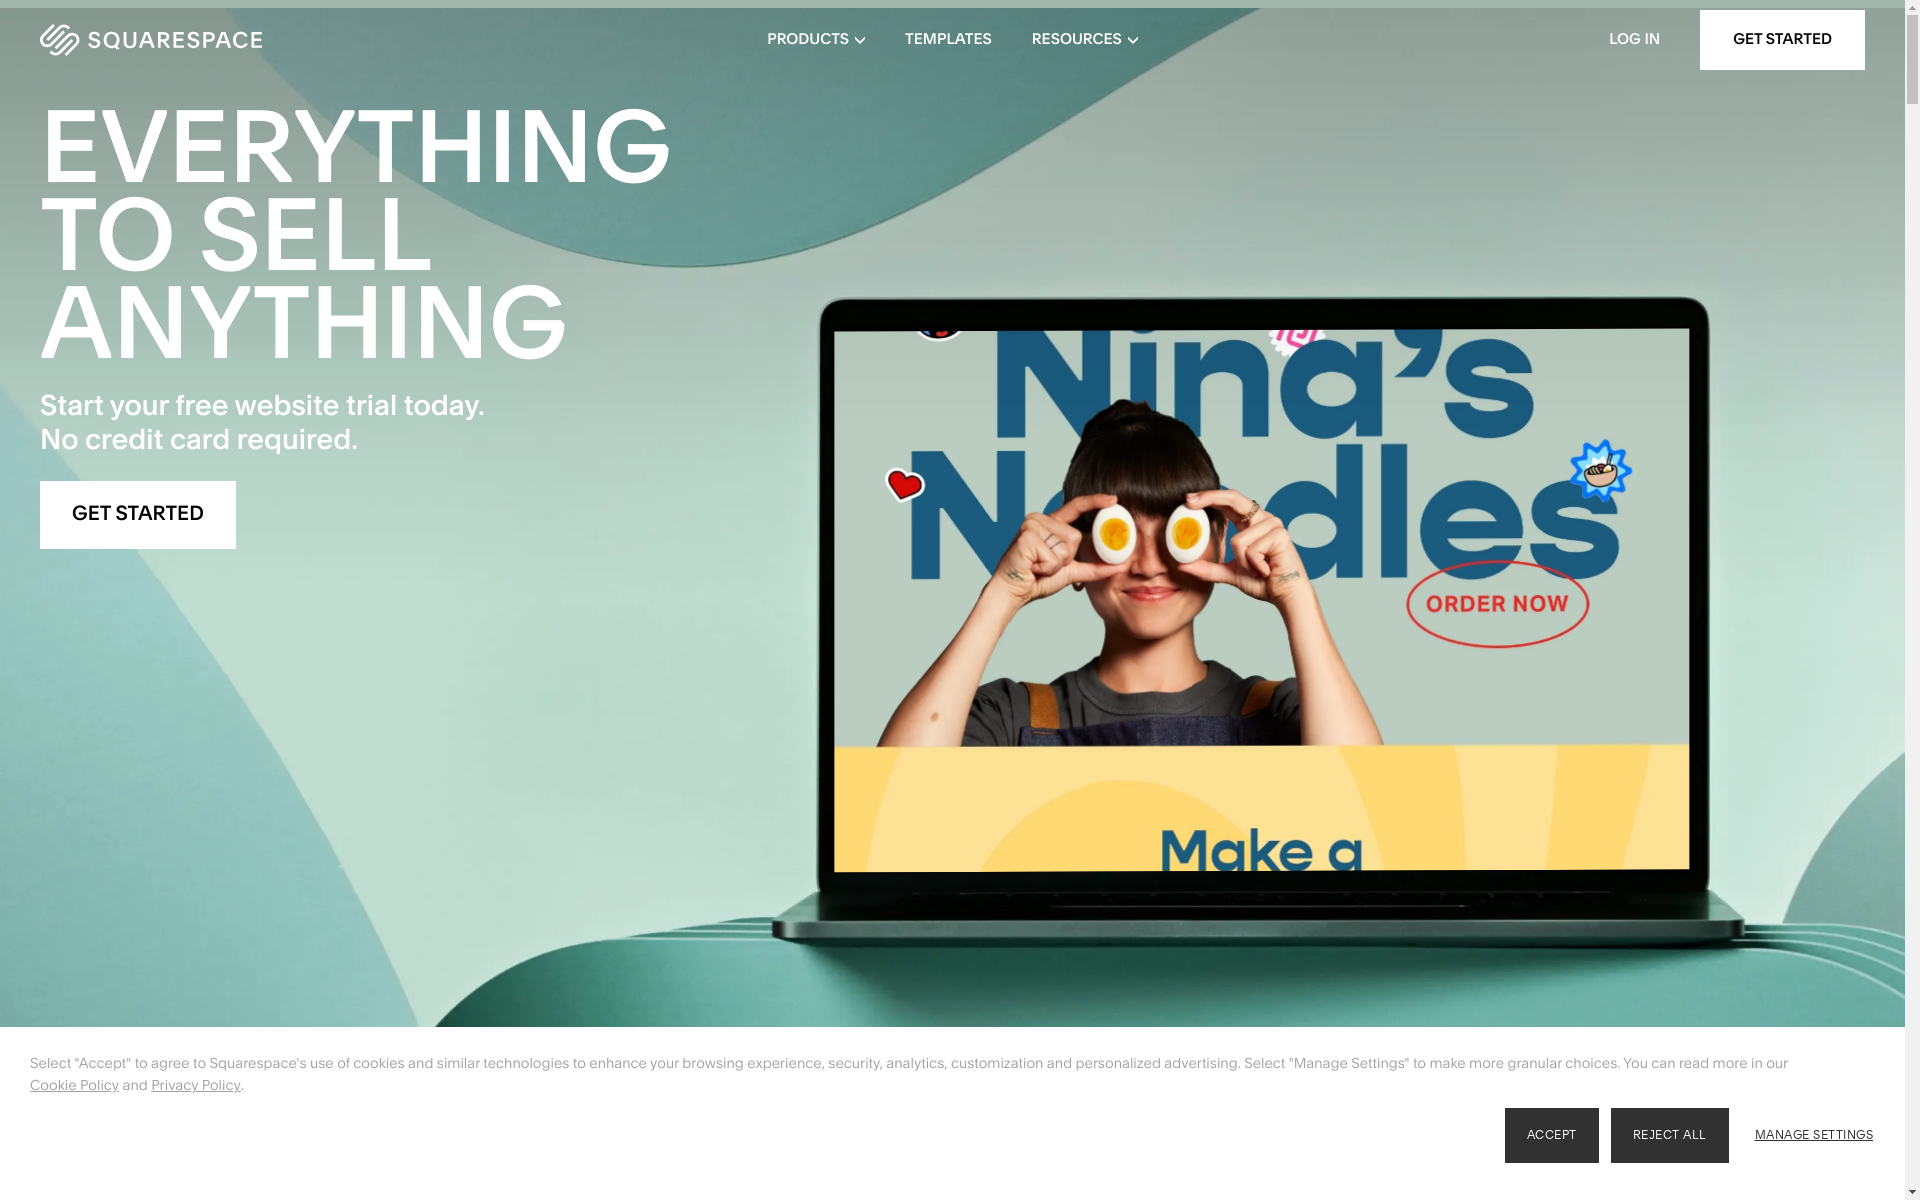 SQUARESPACE
PRODUCTS
TEMPLATES
RESOURCES
LOG IN
GET STARTED
EVERYTHING
TO SELL
ANYTHING
Start your free website trial today.
No credit card required.
GET STARTED
Nina's
Noodles
ORDER NOW
Make a
Select "Accept" to agree to Squarespace's use of cookies and similar technologies to enhance your browsing experience, security, analytics, customization and personalized advertising. Select "Manage Settings" to make more granular choices. You can read more in our
Cookie Policy and Privacy Policy.
ACCEPT
REJECT ALL
MANAGE SETTINGS